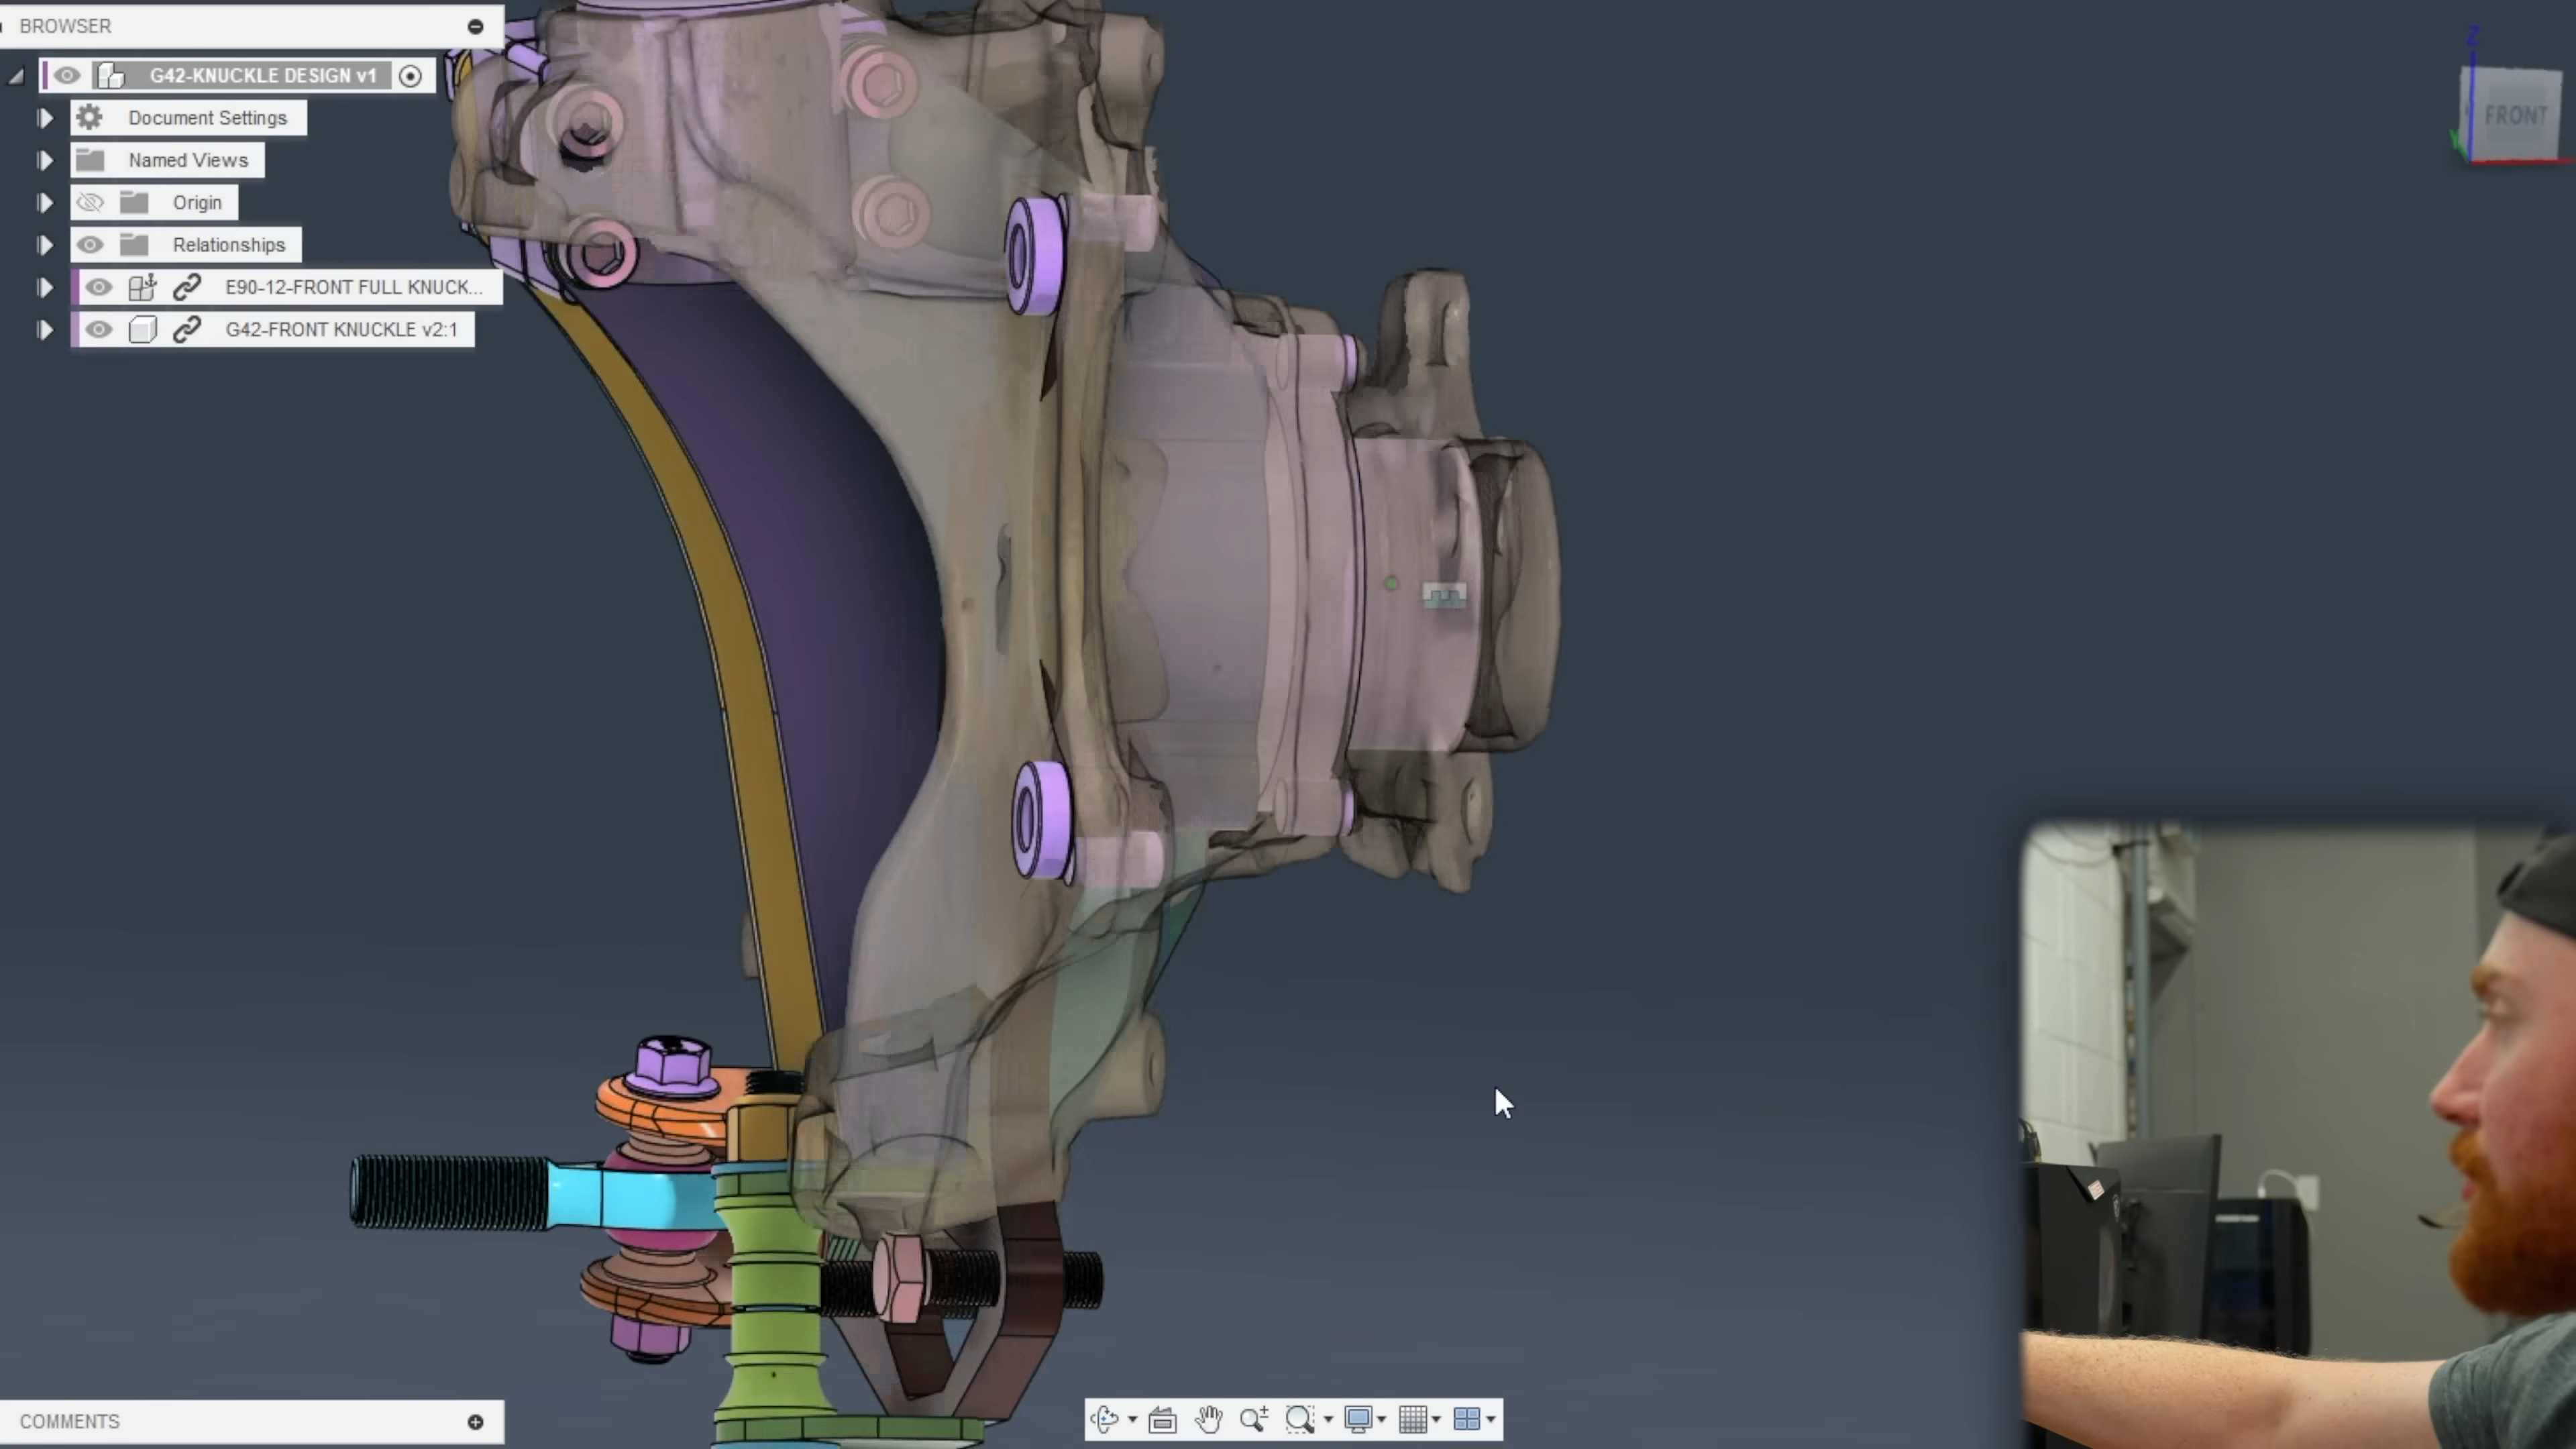 BROWSER
G42-KNUCKLE DESIGN v1
Document Settings
Named Views
Origin
Relationships
E90-12-FRONT FULL KNUCK...
G42-FRONT KNUCKLE v2:1
Z
FRONT
COMMENTS